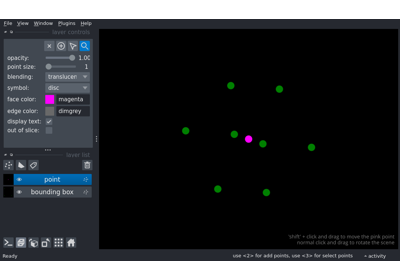 File View Window Plugins Help
layer controls
opacity: 1.00
point size: 1
blending: translucen
symbol: disc
face color: magenta
edge color: dimgrey
display text:
out of slice:
layer list
point
bounding box
'Shift' + click and drag to move the pink point
normal click and drag to rotate the scene
Ready use <2> for add points, use <3> for select points activity